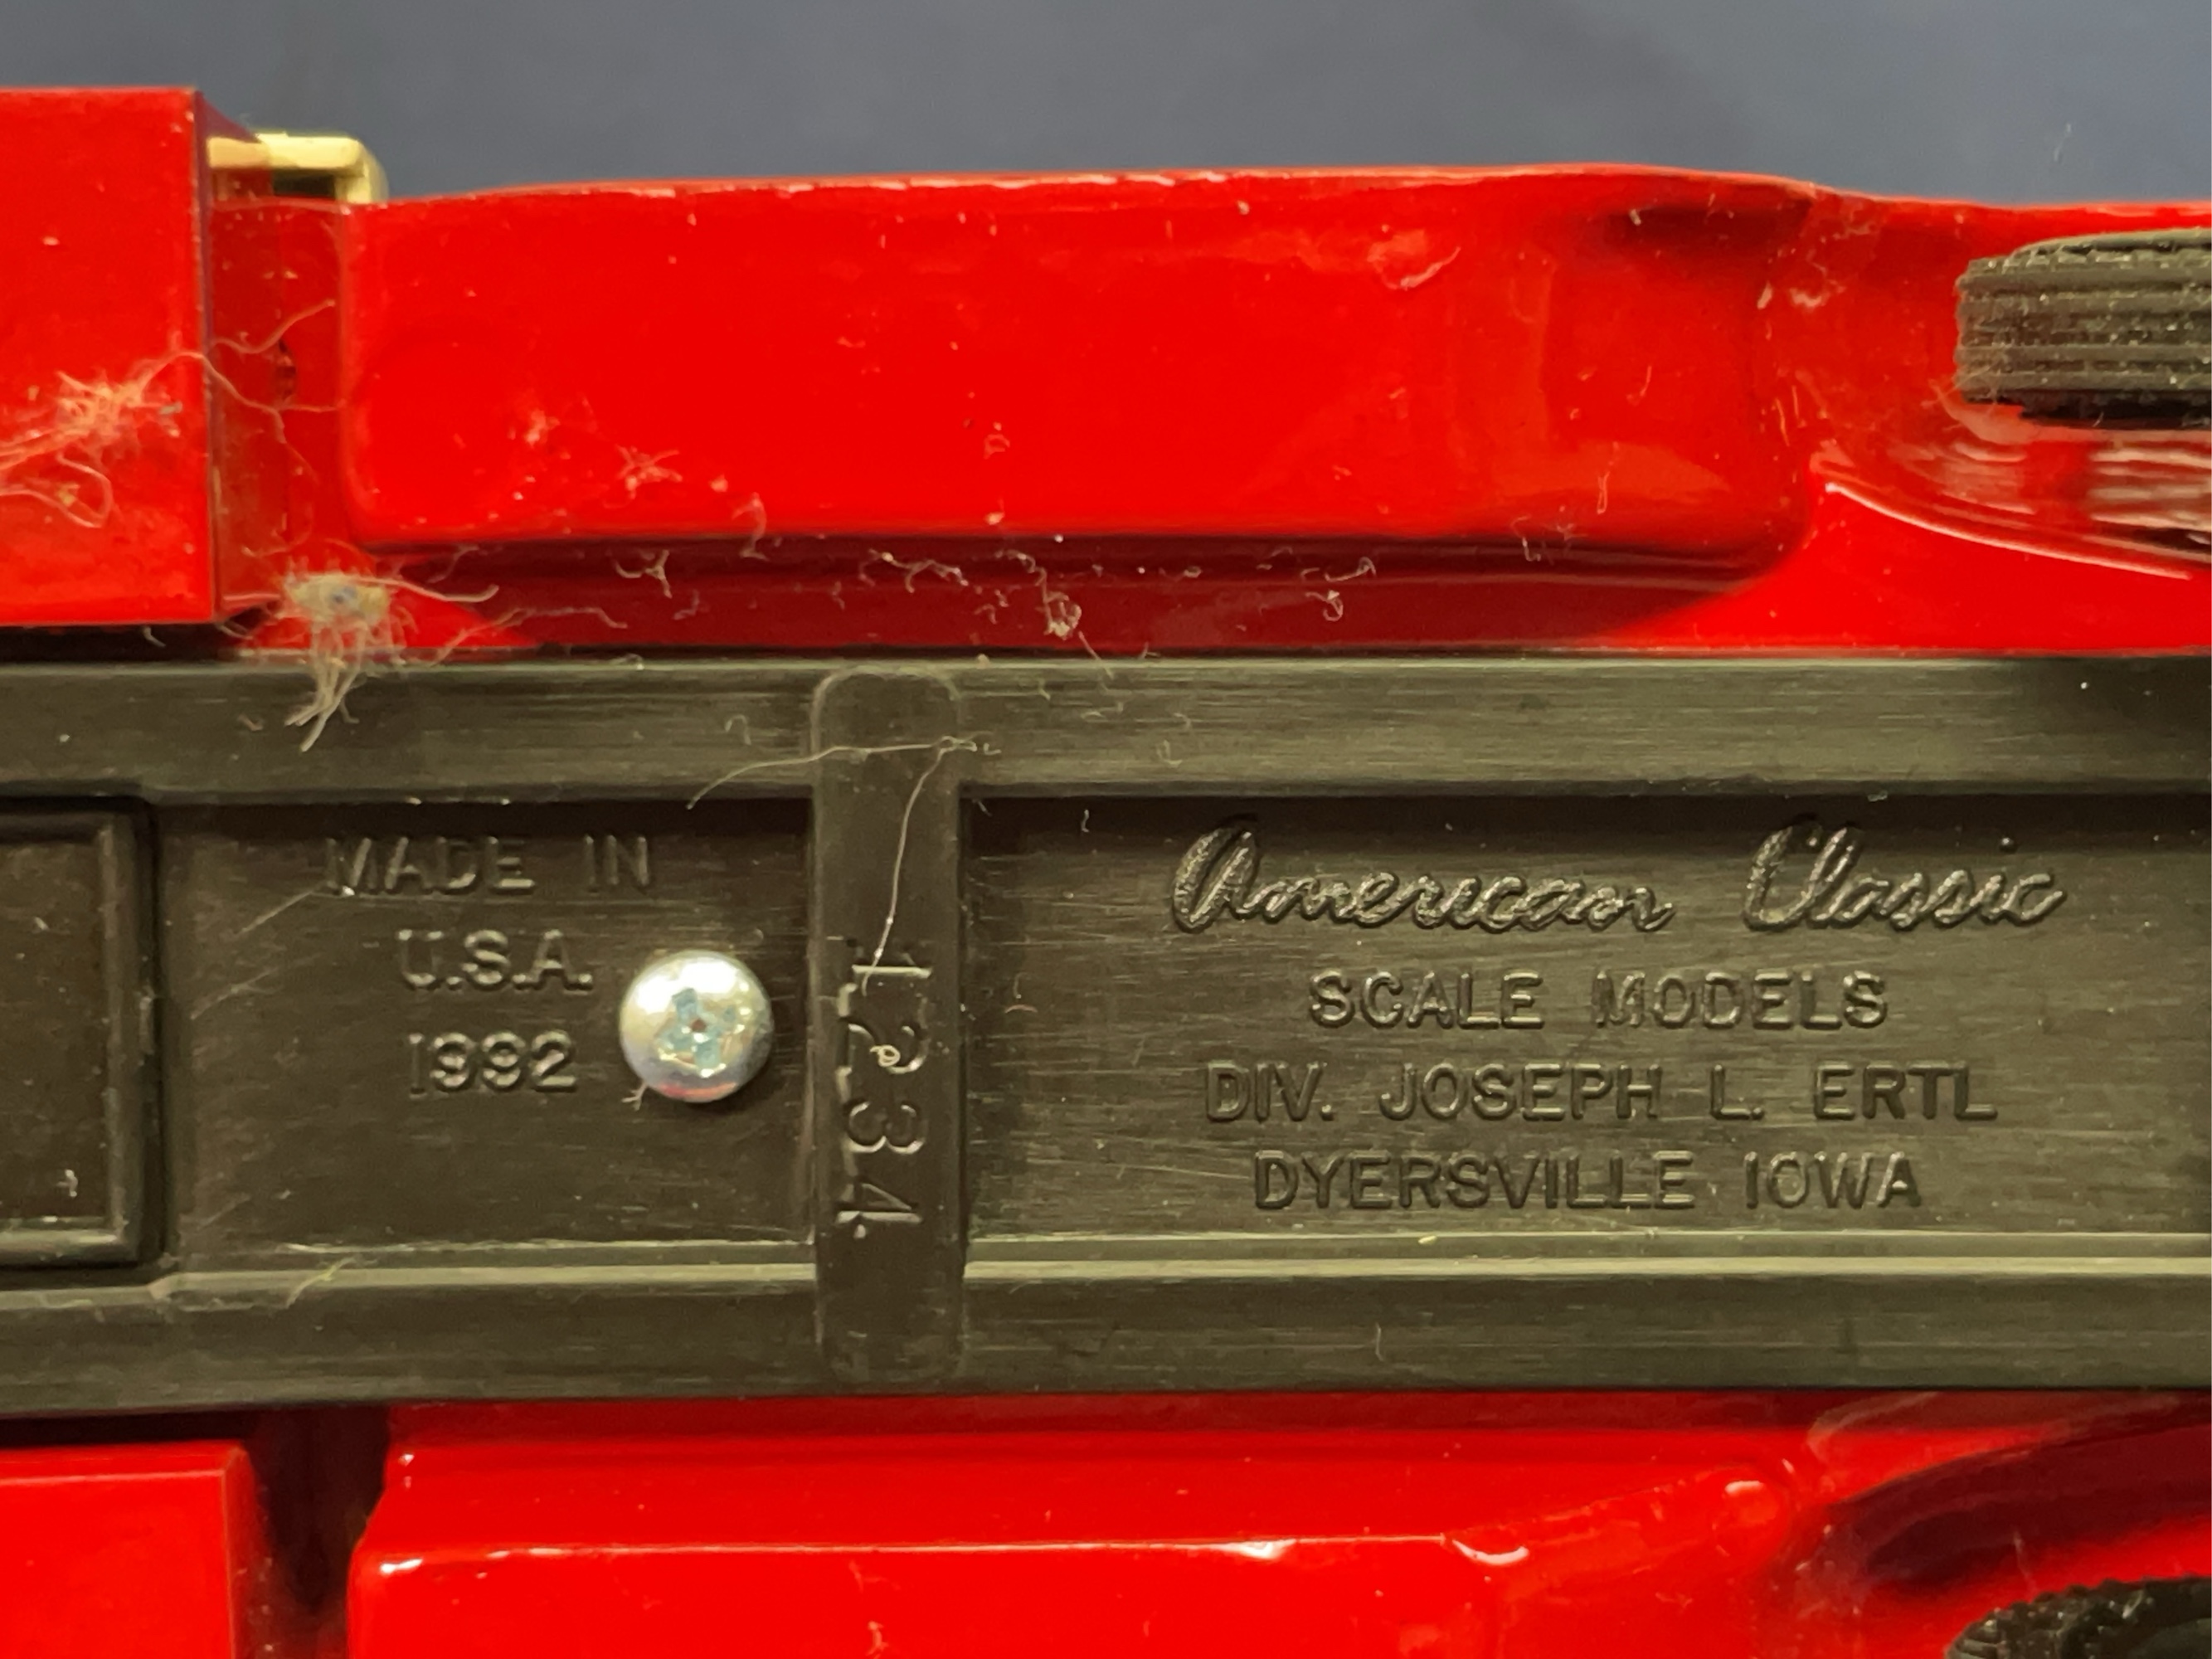 MADE IN
U.S.A.
1992
1234
American Classic
SCALE MODELS
DIV. JOSEPH L. ERTL
DYERSVILLE IOWA